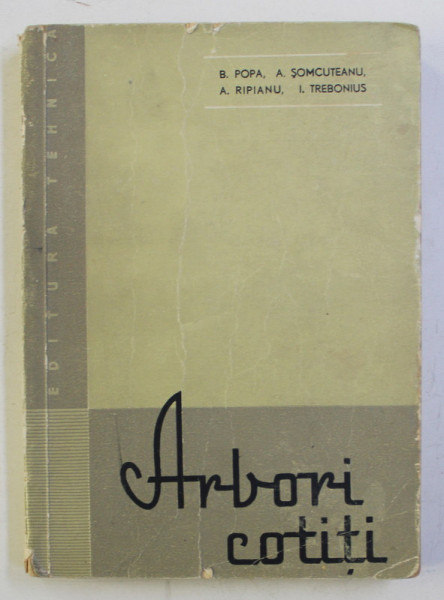 B. POPA, A. ŞOMCUTEANU,
A. RIPIANU, I. TREBONIUS
EDITURA TEHNICĂ
Arbori
cotiţi